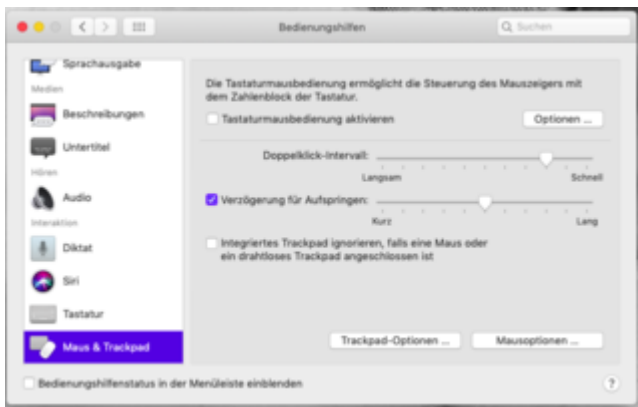 Bedienungshilfen
Suchen
Sprachausgabe
Medien
Beschreibungen
Untertitel
Hören
Audio
Interaktion
Diktat
Siri
Tastatur
Maus & Trackpad
Die Tastaturmausbedienung ermöglicht die Steuerung des Mauszeigers mit
dem Zahlenblock der Tastatur.
Tastaturmausbedienung aktivieren
Optionen ...
Doppelklick-Intervall:
Langsam Schnell
Verzögerung für Aufspringen:
Kurz Lang
Integriertes Trackpad ignorieren, falls eine Maus oder
ein drahtloses Trackpad angeschlossen ist
Trackpad-Optionen ... Mausoptionen ...
Bedienungshilfenstatus in der Menüleiste einblenden
?